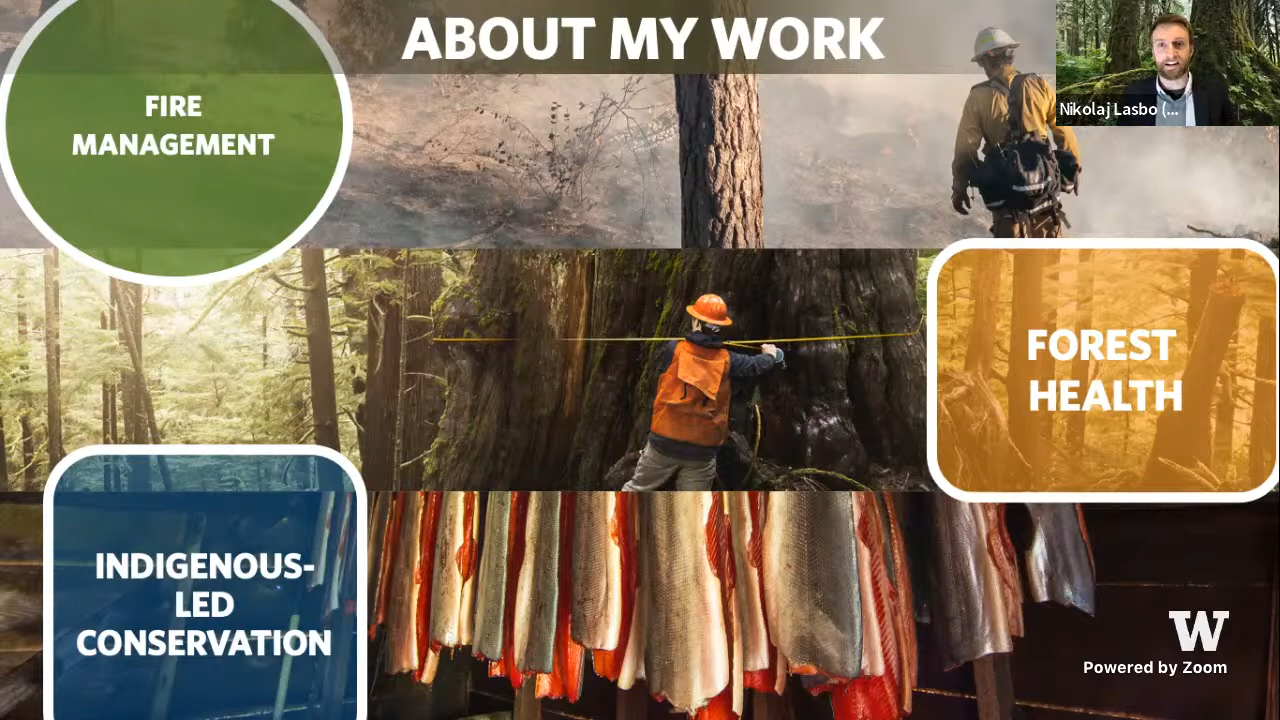 ABOUT MY WORK
Nikolaj Lasbo (...
FIRE
MANAGEMENT
FOREST
HEALTH
INDIGENOUS-
LED
CONSERVATION
W
Powered by Zoom